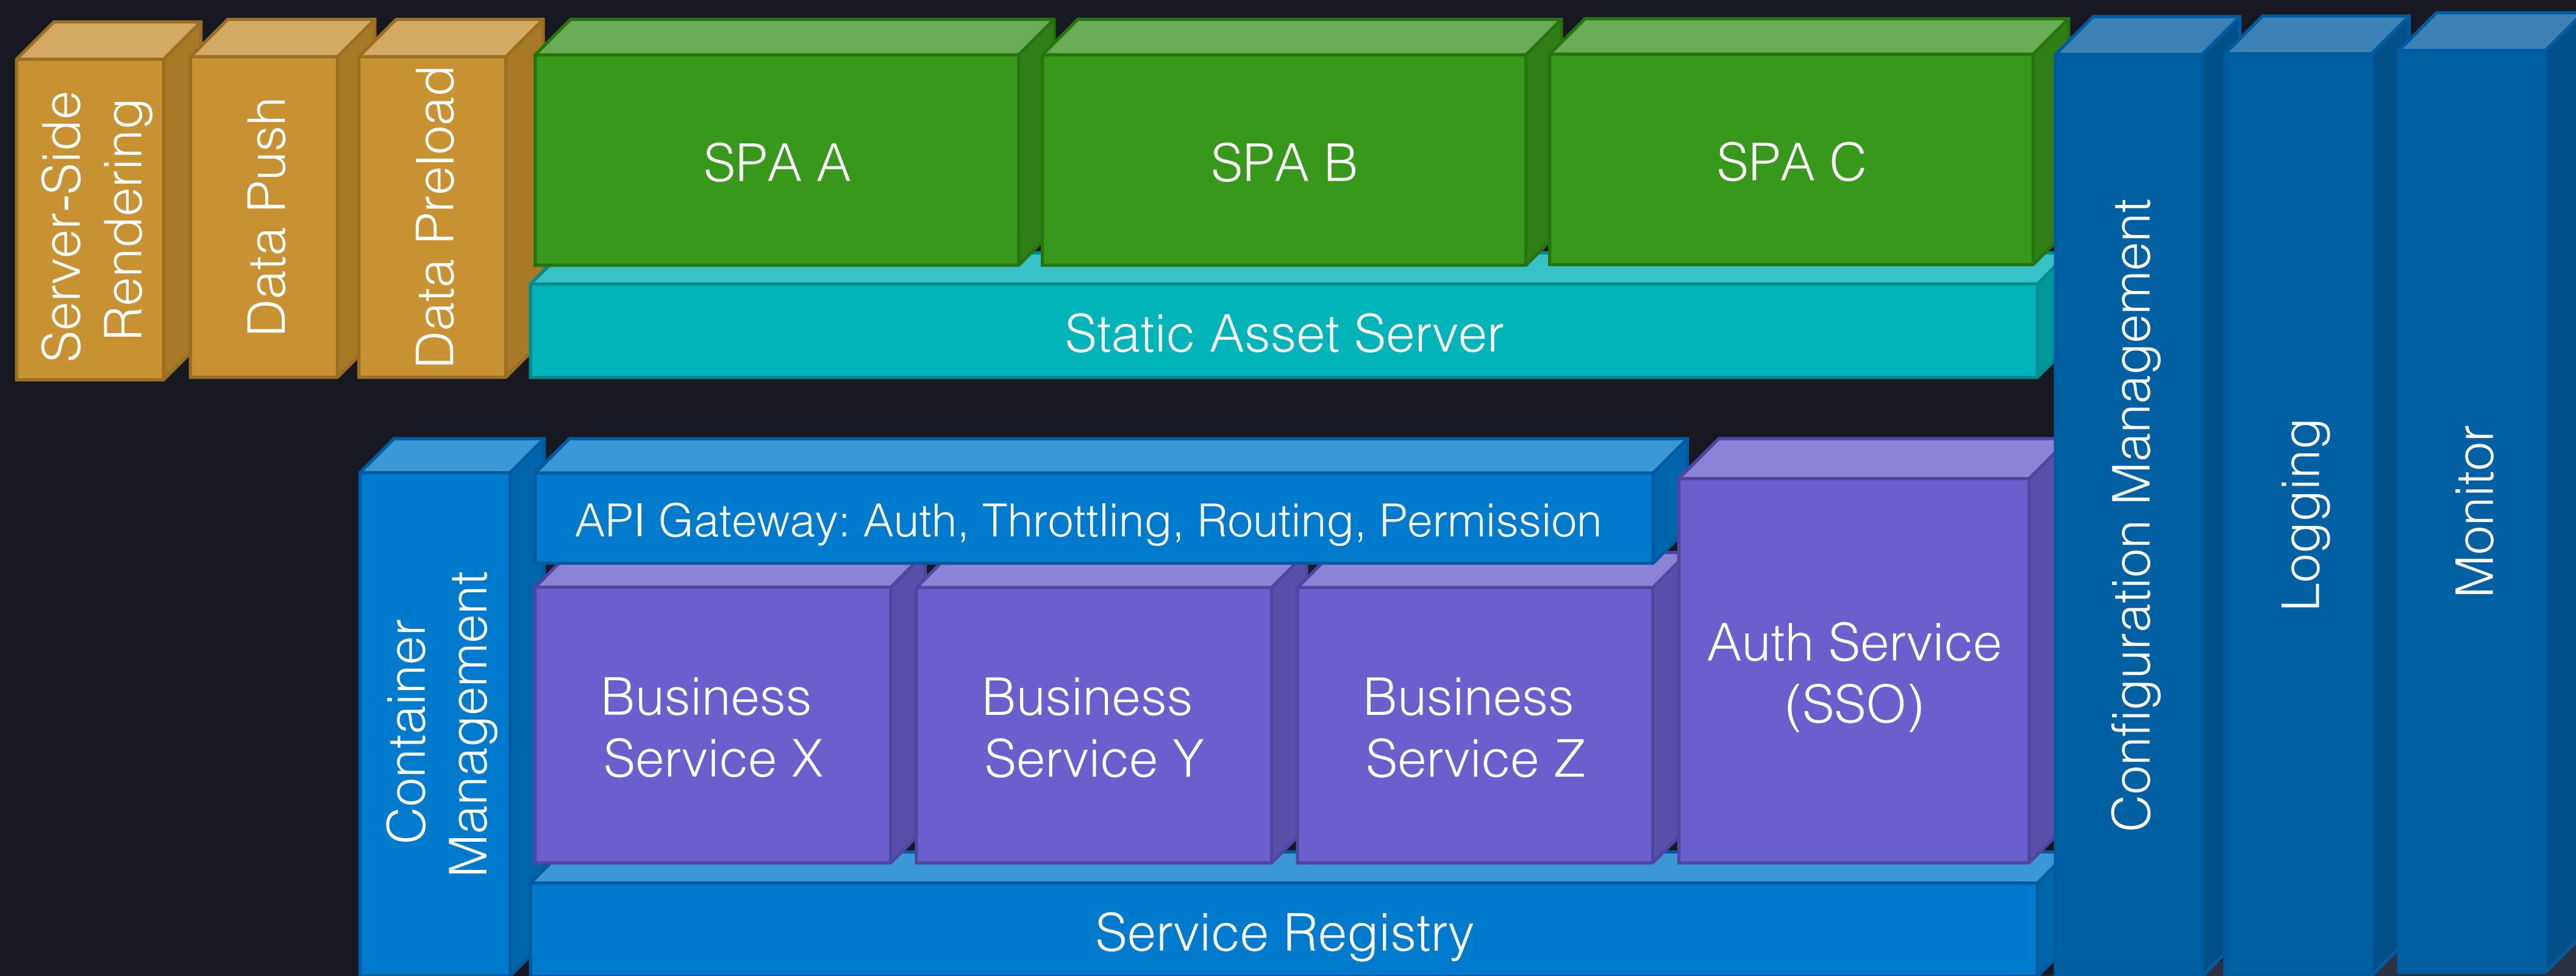 Server-Side
Rendering
Data Push
Data Preload
SPA A
SPA B
SPA C
Static Asset Server
Container
Management
API Gateway: Auth, Throttling, Routing, Permission
Business
Service X
Business
Service Y
Business
Service Z
Auth Service
(SSO)
Service Registry
Configuration Management
Logging
Monitor